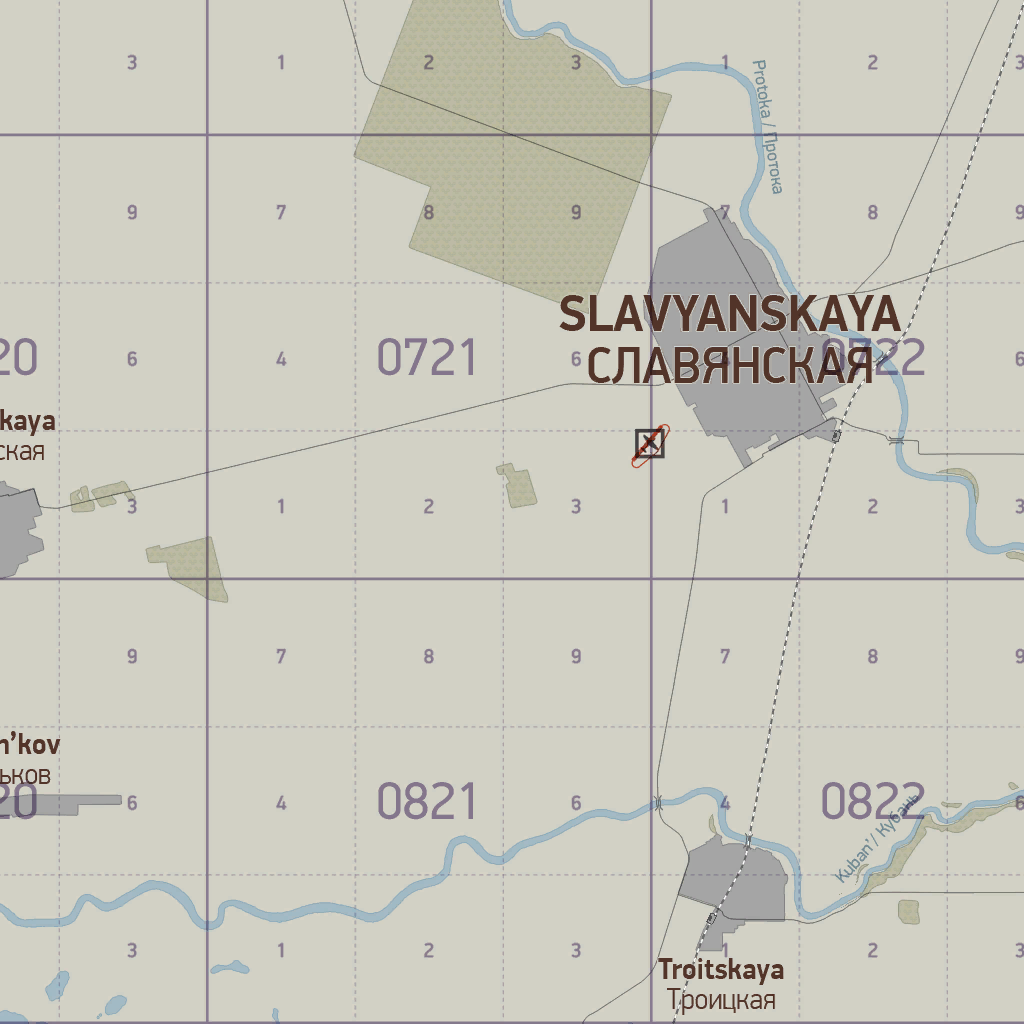 3 1 2 3 1 2 3
Protoka / Протока
9 7 8 9 7 8 9
SLAVYANSKAYA
СЛАВЯНСКАЯ
20 6 4 0721 6 0722 6
kaya
ская
3 1 2 3 1 2 3
9 7 8 9 7 8 9
n'kov
ьков
20 6 4 0821 6 4 0822 6
Kuban' / Кубань
3 1 2 3 1 2 3
Troitskaya
Троицкая